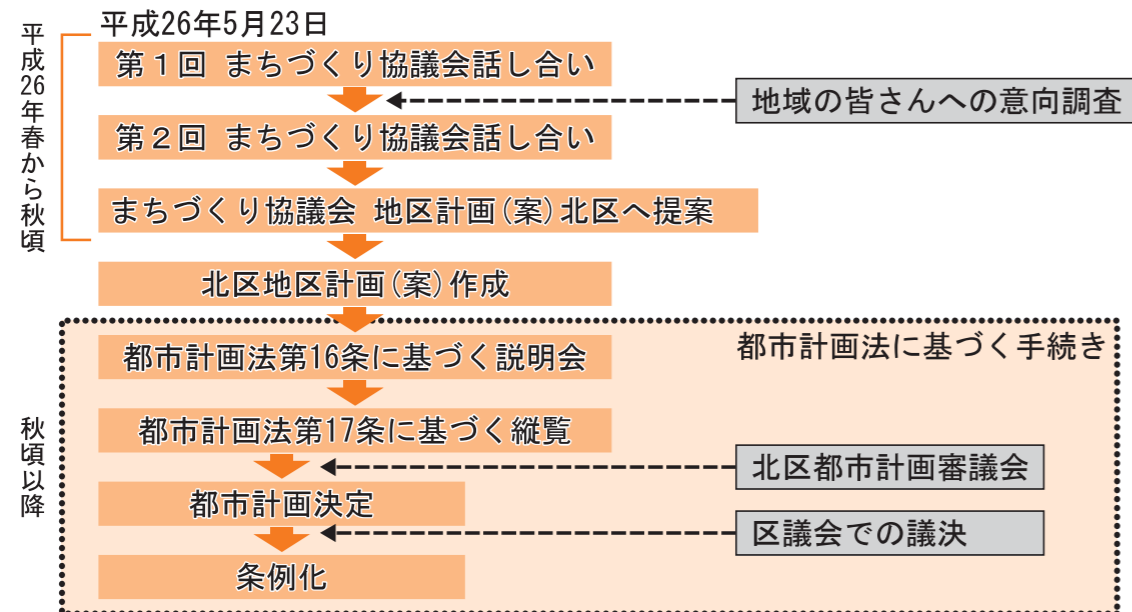 平成26年春から秋頃
平成26年5月23日
第1回 まちづくり協議会話し合い
地域の皆さんへの意向調査
第2回 まちづくり協議会話し合い
まちづくり協議会 地区計画(案)北区へ提案
北区地区計画(案)作成
秋頃以降
都市計画法に基づく手続き
都市計画法第16条に基づく説明会
都市計画法第17条に基づく縦覧
北区都市計画審議会
都市計画決定
区議会での議決
条例化